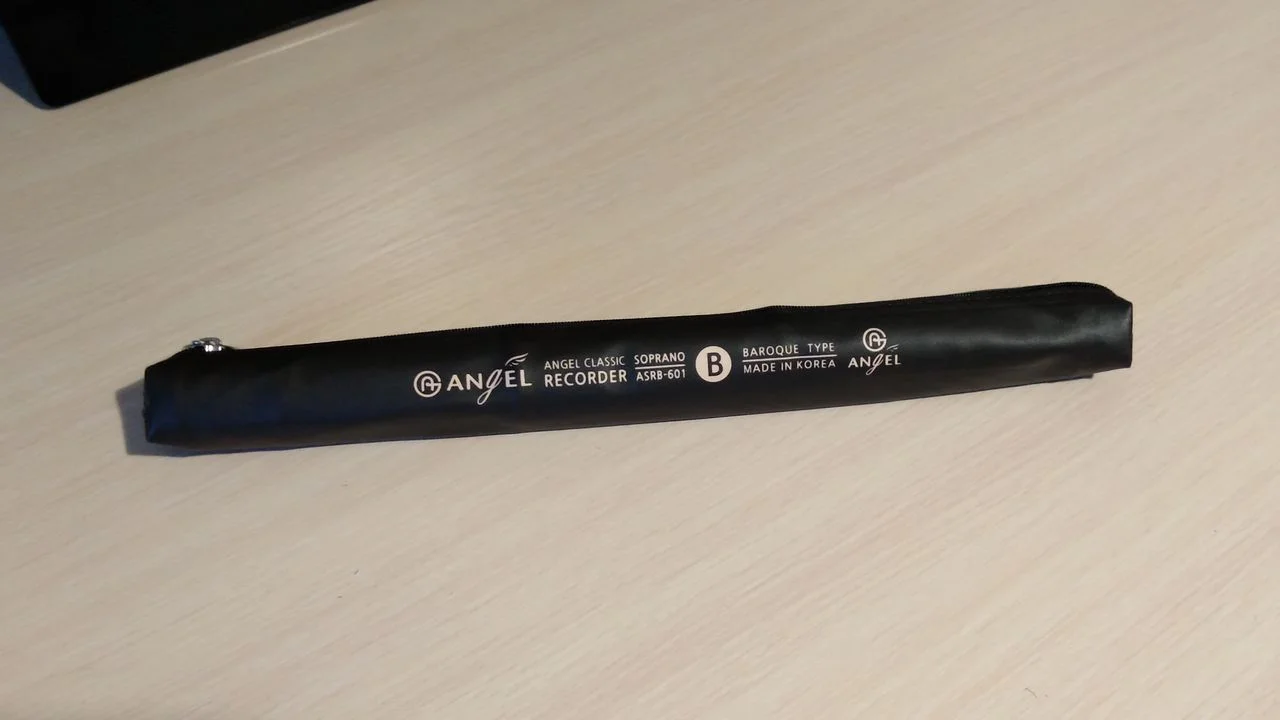 ANgEL
ANGEL CLASSIC
RECORDER
SOPRANO
ASRB-601
B
BAROQUE TYPE
MADE IN KOREA
ANgEL